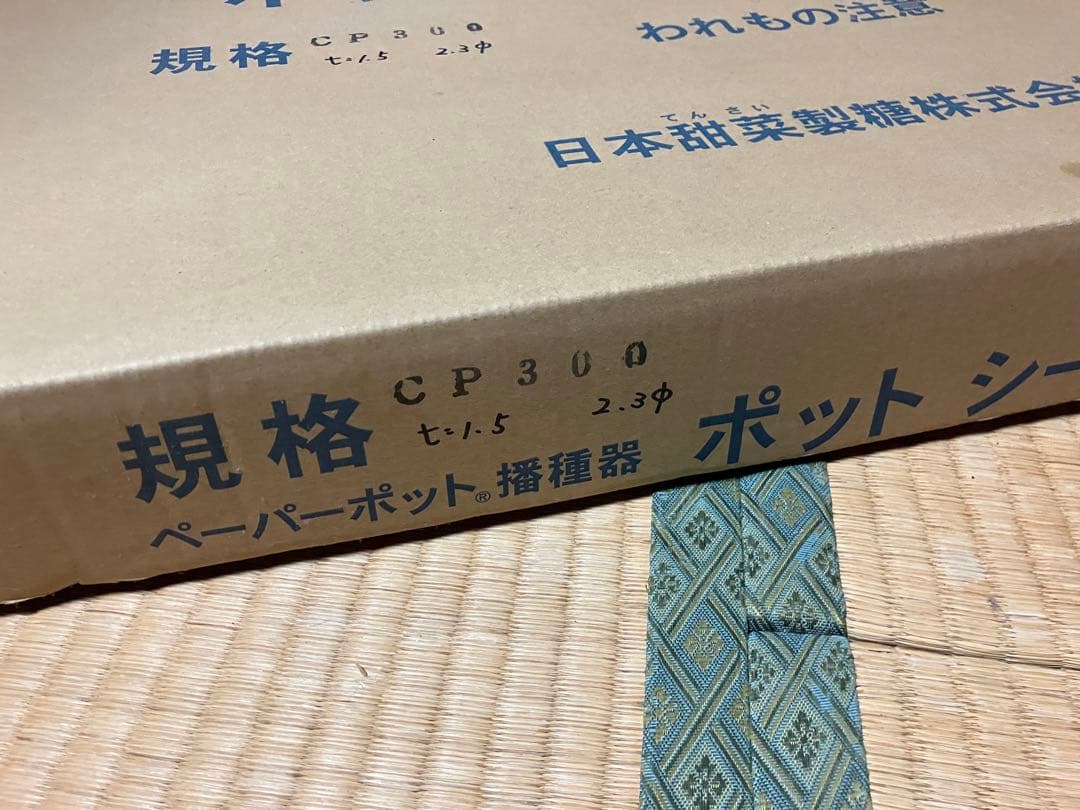 規格 CP300
t=1.5 2.3φ
われもの注意
てんさい
日本甜菜製糖株式会
規格 CP300
t=1.5 2.3φ
ペーパーポット® 播種器 ポットシー